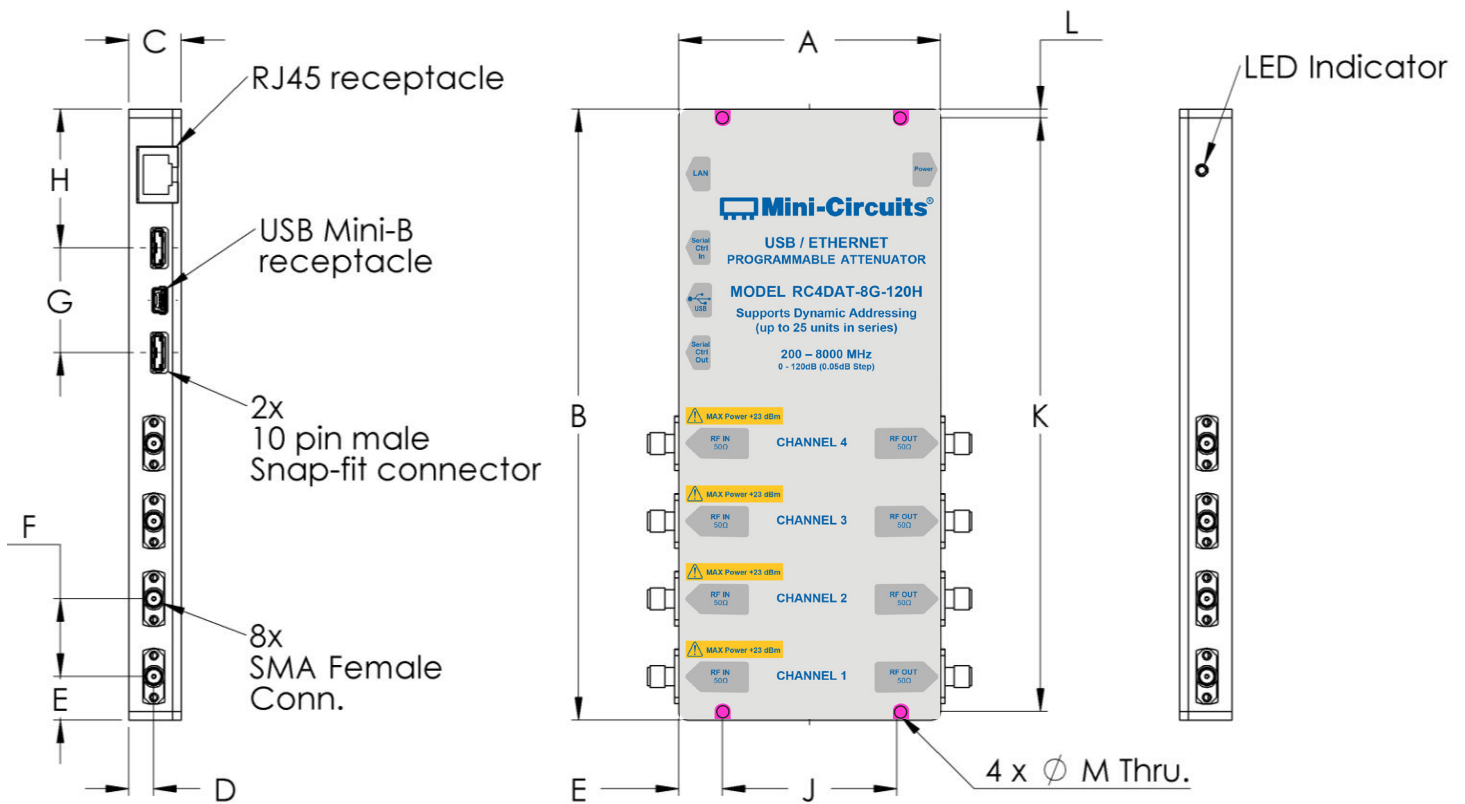 C
RJ45 receptacle
H
USB Mini-B
receptacle
G
2x
10 pin male
Snap-fit connector
F
8x
SMA Female
Conn.
E
D
A
L
LAN
Power
Mini-Circuits®
Serial
Ctrl
In
USB / ETHERNET
PROGRAMMABLE ATTENUATOR
USB
MODEL RC4DAT-8G-120H
Supports Dynamic Addressing
(up to 25 units in series)
Serial
Ctrl
Out
200 – 8000 MHz
0 - 120dB (0.05dB Step)
B
K
MAX Power +23 dBm
RF IN
50Ω
CHANNEL 4
RF OUT
50Ω
MAX Power +23 dBm
RF IN
50Ω
CHANNEL 3
RF OUT
50Ω
MAX Power +23 dBm
RF IN
50Ω
CHANNEL 2
RF OUT
50Ω
MAX Power +23 dBm
RF IN
50Ω
CHANNEL 1
RF OUT
50Ω
E
J
4 x ∅ M Thru.
LED Indicator